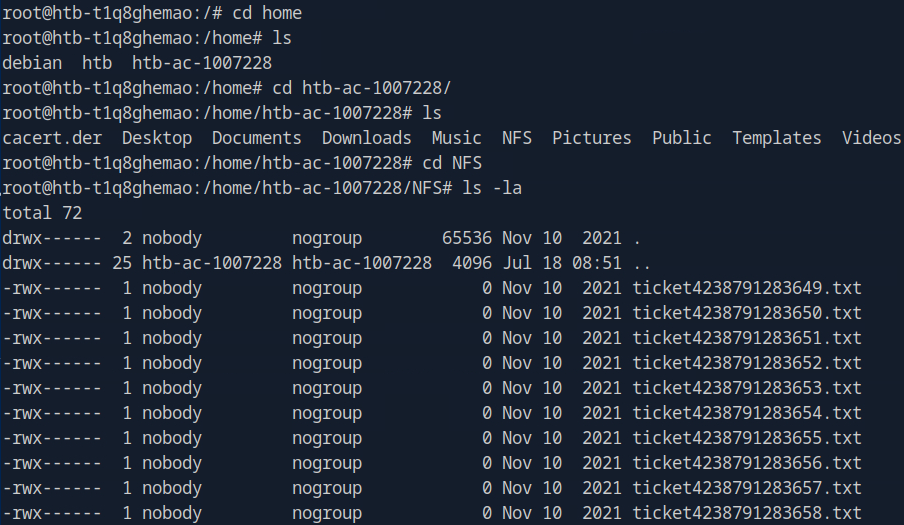 root@htb-t1q8ghemao:/# cd home
root@htb-t1q8ghemao:/home# ls
debian  htb  htb-ac-1007228
root@htb-t1q8ghemao:/home# cd htb-ac-1007228/
root@htb-t1q8ghemao:/home/htb-ac-1007228# ls
cacert.der  Desktop  Documents  Downloads  Music  NFS  Pictures  Public  Templates  Videos
root@htb-t1q8ghemao:/home/htb-ac-1007228# cd NFS
root@htb-t1q8ghemao:/home/htb-ac-1007228/NFS# ls -la
total 72
drwx------  2 nobody         nogroup        65536 Nov 10  2021 .
drwx------ 25 htb-ac-1007228 htb-ac-1007228  4096 Jul 18 08:51 ..
-rwx------  1 nobody         nogroup            0 Nov 10  2021 ticket4238791283649.txt
-rwx------  1 nobody         nogroup            0 Nov 10  2021 ticket4238791283650.txt
-rwx------  1 nobody         nogroup            0 Nov 10  2021 ticket4238791283651.txt
-rwx------  1 nobody         nogroup            0 Nov 10  2021 ticket4238791283652.txt
-rwx------  1 nobody         nogroup            0 Nov 10  2021 ticket4238791283653.txt
-rwx------  1 nobody         nogroup            0 Nov 10  2021 ticket4238791283654.txt
-rwx------  1 nobody         nogroup            0 Nov 10  2021 ticket4238791283655.txt
-rwx------  1 nobody         nogroup            0 Nov 10  2021 ticket4238791283656.txt
-rwx------  1 nobody         nogroup            0 Nov 10  2021 ticket4238791283657.txt
-rwx------  1 nobody         nogroup            0 Nov 10  2021 ticket4238791283658.txt